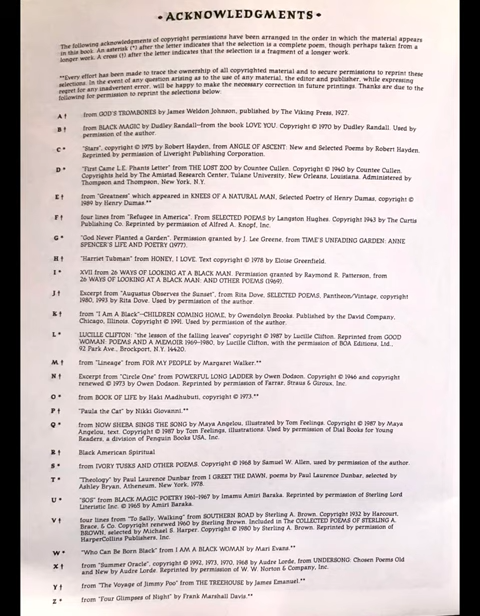 • ACKNOWLEDGMENTS •
The following acknowledgments of copyright permissions have been arranged in the order in which the material appears
in this book. An asterisk (*) after the letter indicates that the selection is a complete poem, though perhaps taken from a
longer work. A cross (†) after the letter indicates that the selection is a fragment of a longer work.
**Every effort has been made to trace the ownership of all copyrighted material and to secure permissions to reprint these
selections. In the event of any question arising as to the use of any material, the editor and publisher, while expressing
regret for any inadvertent error, will be happy to make the necessary correction in future printings. Thanks are due to the
following for permission to reprint the selections below:
A † from GOD'S TROMBONES by James Weldon Johnson, published by The Viking Press, 1927.
B † from BLACK MAGIC by Dudley Randall—from the book LOVE YOU. Copyright © 1970 by Dudley Randall. Used by
permission of the author.
C * "Stars", copyright © 1975 by Robert Hayden, from ANGLE OF ASCENT: New and Selected Poems by Robert Hayden.
Reprinted by permission of Liveright Publishing Corporation.
D * "First Came L.E. Phants Letter" from THE LOST ZOO by Countee Cullen. Copyright © 1940 by Countee Cullen.
Copyrights held by The Amistad Research Center, Tulane University, New Orleans, Louisiana. Administered by
Thompson and Thompson, New York, N.Y.
E † from "Greatness" which appeared in KNEES OF A NATURAL MAN, Selected Poetry of Henry Dumas, copyright ©
1989 by Henry Dumas.**
F † four lines from "Refugee in America". From SELECTED POEMS by Langston Hughes. Copyright 1943 by The Curtis
Publishing Co. Reprinted by permission of Alfred A. Knopf, Inc.
G * "God Never Planted a Garden". Permission granted by J. Lee Greene, from TIME'S UNFADING GARDEN: ANNE
SPENCER'S LIFE AND POETRY (1977).
H † "Harriet Tubman" from HONEY, I LOVE. Text copyright © 1978 by Eloise Greenfield.
I * XVII from 26 WAYS OF LOOKING AT A BLACK MAN. Permission granted by Raymond R. Patterson, from
26 WAYS OF LOOKING AT A BLACK MAN: AND OTHER POEMS (1969).
J † Excerpt from "Augustus Observes the Sunset", from Rita Dove, SELECTED POEMS, Pantheon/Vintage, copyright
1980, 1993 by Rita Dove. Used by permission of the author.
K † from "I Am A Black"—CHILDREN COMING HOME, by Gwendolyn Brooks. Published by the David Company,
Chicago, Illinois. Copyright © 1991. Used by permission of the author.
L * LUCILLE CLIFTON: "the lesson of the falling leaves" copyright © 1987 by Lucille Clifton. Reprinted from GOOD
WOMAN: POEMS AND A MEMOIR 1969-1980, by Lucille Clifton, with the permission of BOA Editions, Ltd.,
92 Park Ave., Brockport, N.Y. 14420.
M † from "Lineage" from FOR MY PEOPLE by Margaret Walker.**
N † Excerpt from "Circle One" from POWERFUL LONG LADDER by Owen Dodson. Copyright © 1946 and copyright
renewed © 1973 by Owen Dodson. Reprinted by permission of Farrar, Straus & Giroux, Inc.
O * from BOOK OF LIFE by Haki Madhubuti, copyright © 1973.**
P † "Paula the Cat" by Nikki Giovanni.**
Q * from NOW SHEBA SINGS THE SONG by Maya Angelou, illustrated by Tom Feelings. Copyright © 1987 by Maya
Angelou, text. Copyright © 1987 by Tom Feelings, illustrations. Used by permission of Dial Books for Young
Readers, a division of Penguin Books USA, Inc.
R † Black American Spiritual
S * from IVORY TUSKS AND OTHER POEMS. Copyright © 1968 by Samuel W. Allen, used by permission of the author.
T * "Theology" by Paul Laurence Dunbar from I GREET THE DAWN, poems by Paul Laurence Dunbar, selected by
Ashley Bryan, Atheneum, New York, 1978.
U * "SOS" from BLACK MAGIC POETRY 1961-1967 by Imamu Amiri Baraka. Reprinted by permission of Sterling Lord
Literistic Inc. © 1965 by Amiri Baraka.
V † four lines from "To Sally, Walking" from SOUTHERN ROAD by Sterling A. Brown. Copyright 1932 by Harcourt,
Brace, & Co. Copyright renewed 1960 by Sterling Brown. Included in The COLLECTED POEMS OF STERLING A.
BROWN, selected by Michael S. Harper. Copyright © 1980 by Sterling A. Brown. Reprinted by permission of
HarperCollins Publishers, Inc.
W * "Who Can Be Born Black" from I AM A BLACK WOMAN by Mari Evans.**
X † from "Summer Oracle", copyright © 1992, 1973, 1970, 1968 by Audre Lorde, from UNDERSONG: Chosen Poems Old
and New by Audre Lorde. Reprinted by permission of W. W. Norton & Company, Inc.
Y † from "The Voyage of Jimmy Poo" from THE TREEHOUSE by James Emanuel.**
Z * from "Four Glimpses of Night" by Frank Marshall Davis.**